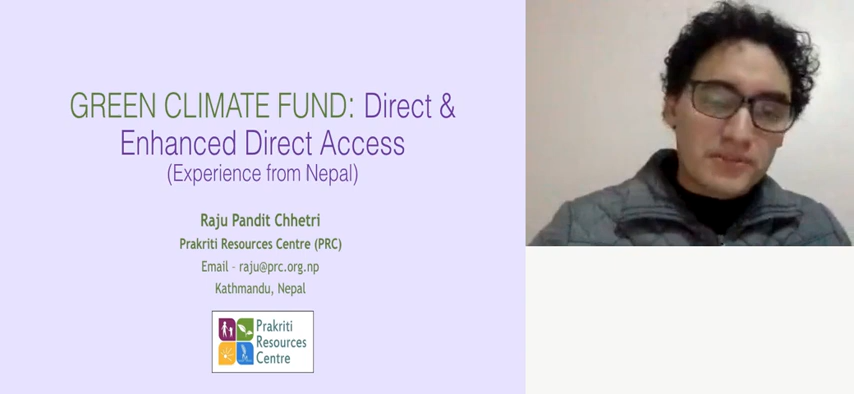 GREEN CLIMATE FUND: Direct &
Enhanced Direct Access
(Experience from Nepal)
Raju Pandit Chhetri
Prakriti Resources Centre (PRC)
Email - raju@prc.org.np
Kathmandu, Nepal
Prakriti
Resources
Centre